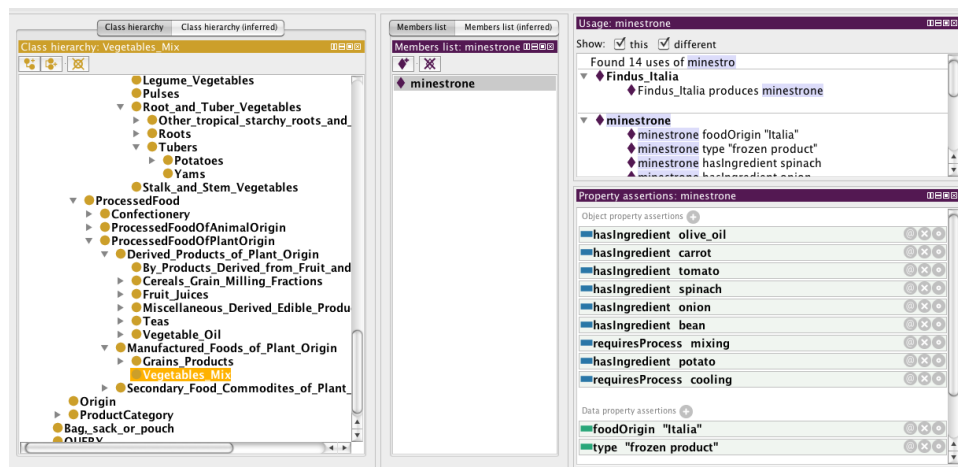 Class hierarchy Class hierarchy (inferred)
Class hierarchy: Vegetables_Mix
Legume_Vegetables
Pulses
Root_and_Tuber_Vegetables
Other_tropical_starchy_roots_and_
Roots
Tubers
Potatoes
Yams
Stalk_and_Stem_Vegetables
ProcessedFood
Confectionery
ProcessedFoodOfAnimalOrigin
ProcessedFoodOfPlantOrigin
Derived_Products_of_Plant_Origin
By_Products_Derived_from_Fruit_and
Cereals_Grain_Milling_Fractions
Fruit_Juices
Miscellaneous_Derived_Edible_Produ
Teas
Vegetable_Oil
Manufactured_Foods_of_Plant_Origin
Grains_Products
Vegetables_Mix
Secondary_Food_Commodites_of_Plant_
Origin
ProductCategory
Bag,_sack_or_pouch
QUERY
Members list Members list (inferred)
Members list: minestrone
minestrone
Usage: minestrone
Show: this different
Found 14 uses of minestro
Findus_Italia
Findus_Italia produces minestrone
minestrone
minestrone foodOrigin "Italia"
minestrone type "frozen product"
minestrone hasIngredient spinach
minestrone hasIngredient onion
Property assertions: minestrone
Object property assertions
hasIngredient olive_oil
hasIngredient carrot
hasIngredient tomato
hasIngredient spinach
hasIngredient onion
hasIngredient bean
requiresProcess mixing
hasIngredient potato
requiresProcess cooling
Data property assertions
foodOrigin "Italia"
type "frozen product"